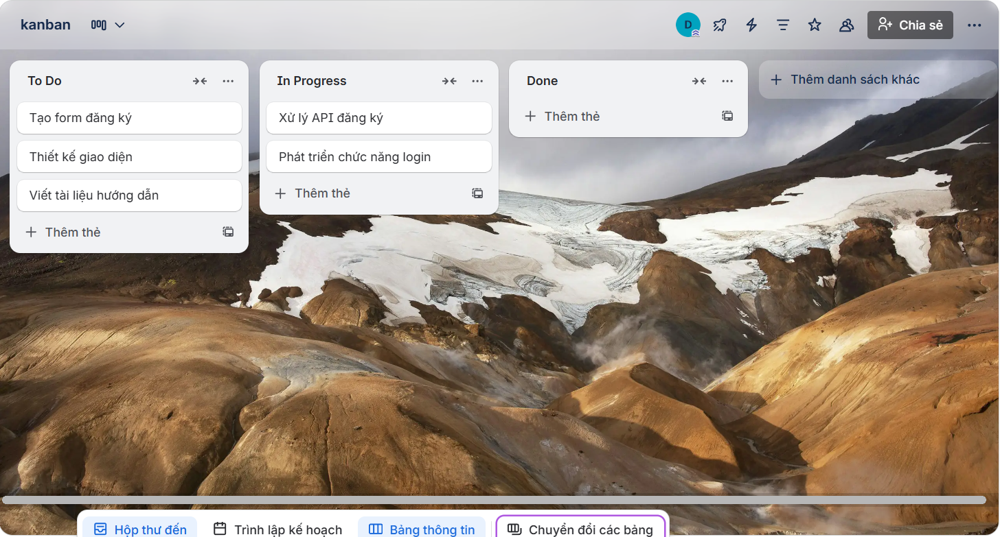 kanban
D
Chia sẻ
To Do
Tạo form đăng ký
Thiết kế giao diện
Viết tài liệu hướng dẫn
Thêm thẻ
In Progress
Xử lý API đăng ký
Phát triển chức năng login
Thêm thẻ
Done
Thêm thẻ
Thêm danh sách khác
Hộp thư đến
Trình lập kế hoạch
Bảng thông tin
Chuyển đổi các bảng